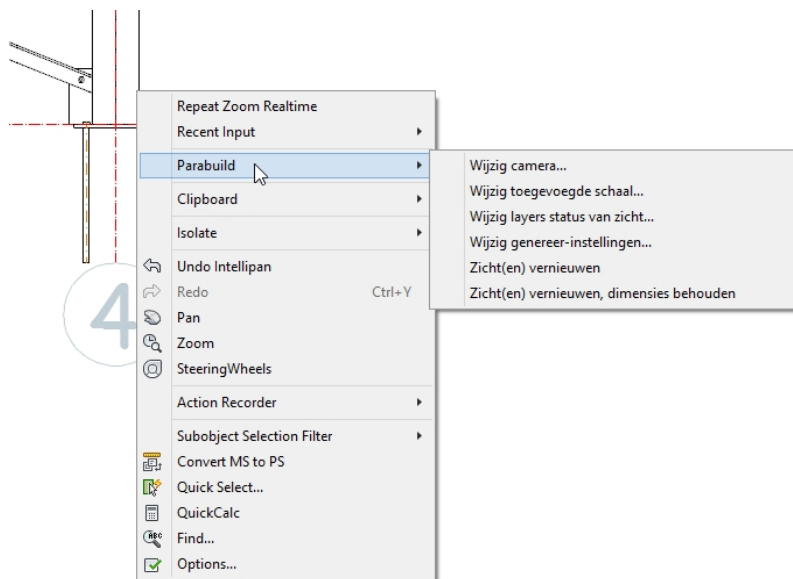 Repeat Zoom Realtime
Recent Input
Parabuild
Clipboard
Isolate
Undo Intellipan
Redo Ctrl+Y
Pan
Zoom
SteeringWheels
Action Recorder
Subobject Selection Filter
Convert MS to PS
Quick Select...
QuickCalc
Find...
Options...
Wijzig camera...
Wijzig toegevoegde schaal...
Wijzig layers status van zicht...
Wijzig genereer-instellingen...
Zicht(en) vernieuwen
Zicht(en) vernieuwen, dimensies behouden
4
ABC